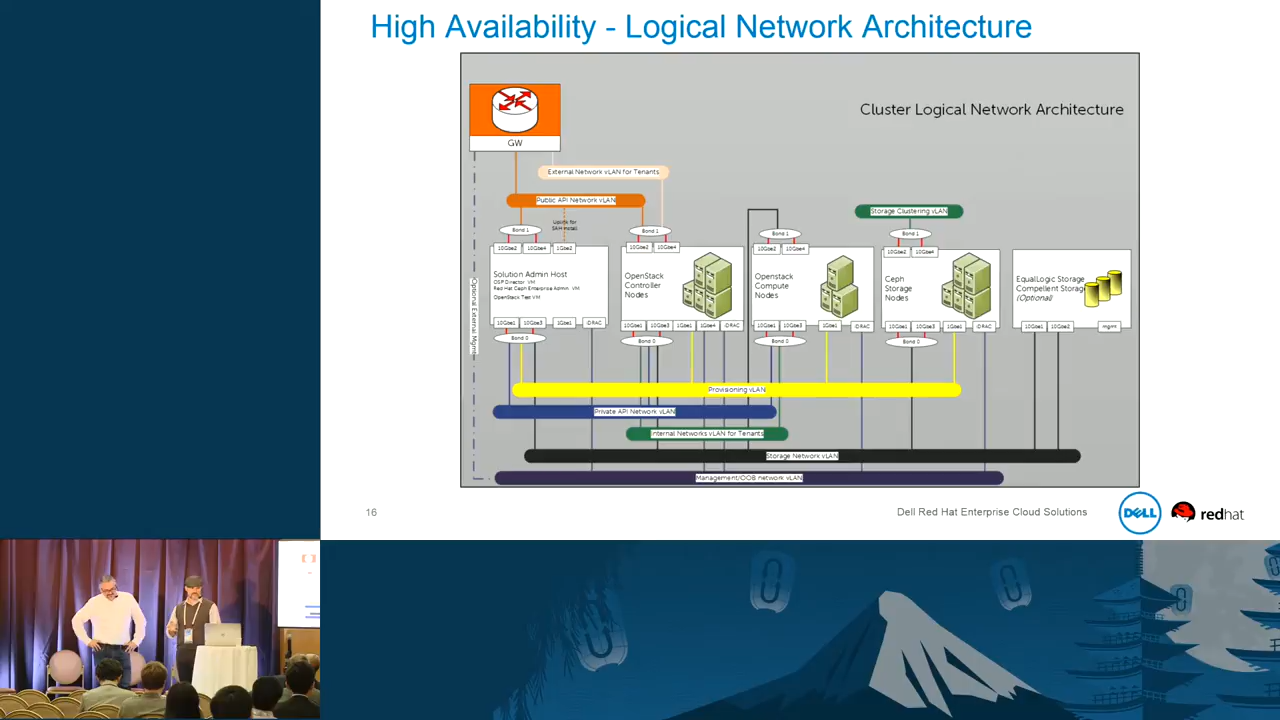 High Availability - Logical Network Architecture
Cluster Logical Network Architecture
GW
External Network vLAN for Tenants
Public API Network vLAN
Storage Clustering vLAN
Uplink for
SAH install
Bond 1
Bond 1
Bond 1
Bond 1
10Gbe2 10Gbe4 1Gbe2
10Gbe2 10Gbe4
10Gbe2 10Gbe4
10Gbe2 10Gbe4
Solution Admin Host
OSP Director VM
Red Hat Ceph Enterprise Admin VM
OpenStack Test VM
OpenStack
Controller
Nodes
Openstack
Compute
Nodes
Ceph
Storage
Nodes
EqualLogic Storage
Compellent Storage
(Optional)
10Gbe1 10Gbe3 1Gbe1 iDRAC
10Gbe1 10Gbe3 1Gbe1 1Gbe4 iDRAC
10Gbe1 10Gbe3 1Gbe1 iDRAC
10Gbe1 10Gbe3 1Gbe1 iDRAC
10Gbe1 10Gbe2 mgmt
Bond 0
Bond 0
Bond 0
Bond 0
Optional External Mgmt
Provisioning vLAN
Private API Network vLAN
Internal Networks vLAN for Tenants
Storage Network vLAN
Management/OOB network vLAN
16
Dell Red Hat Enterprise Cloud Solutions
DELL
redhat